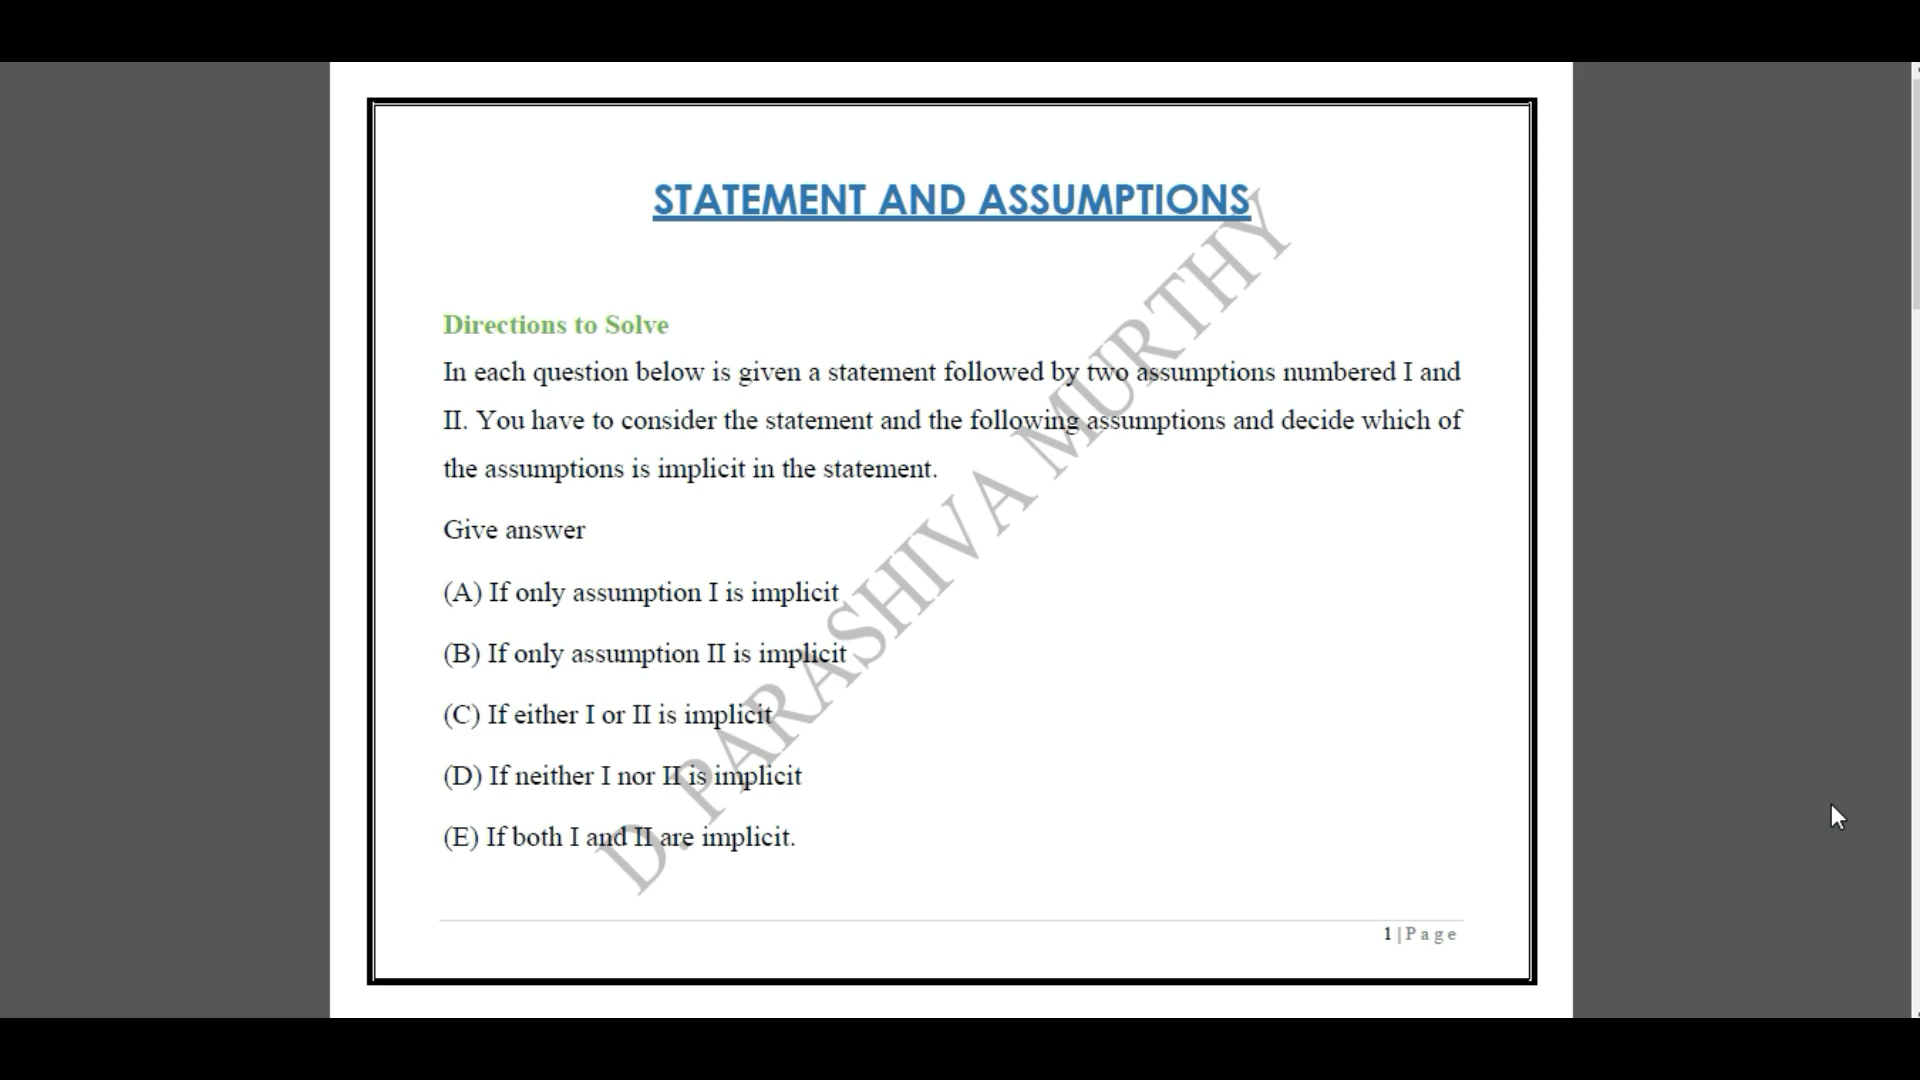 STATEMENT AND ASSUMPTIONS
Directions to Solve
In each question below is given a statement followed by two assumptions numbered I and
II. You have to consider the statement and the following assumptions and decide which of
the assumptions is implicit in the statement.
Give answer
(A) If only assumption I is implicit
(B) If only assumption II is implicit
(C) If either I or II is implicit
(D) If neither I nor II is implicit
(E) If both I and II are implicit.
D. PARASHIVA MURTHY
1 | Page